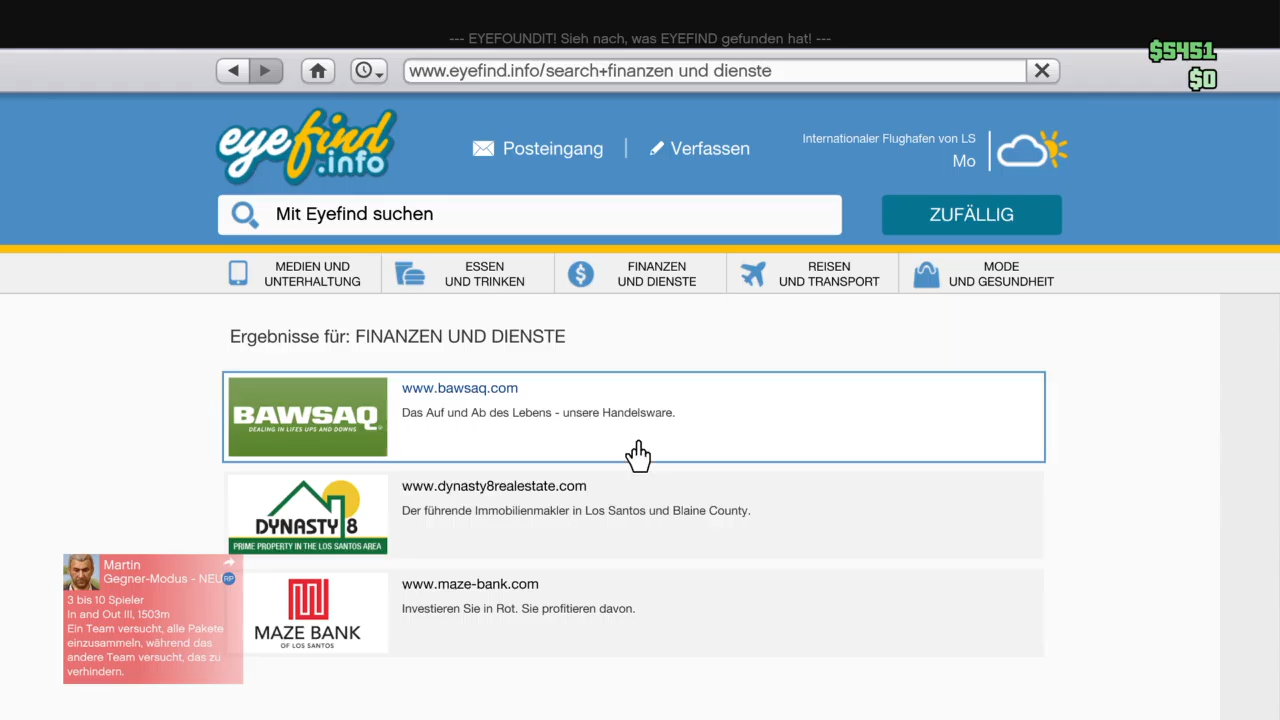 --- EYEFOUNDIT! Sieh nach, was EYEFIND gefunden hat! ---
$5451
$0
www.eyefind.info/search+finanzen und dienste
eyefind
.info
Posteingang
Verfassen
Internationaler Flughafen von LS
Mo
Mit Eyefind suchen
ZUFÄLLIG
MEDIEN UND
UNTERHALTUNG
ESSEN
UND TRINKEN
FINANZEN
UND DIENSTE
REISEN
UND TRANSPORT
MODE
UND GESUNDHEIT
Ergebnisse für: FINANZEN UND DIENSTE
BAWSAQ
DEALING IN LIFES UPS AND DOWNS
www.bawsaq.com
Das Auf und Ab des Lebens - unsere Handelsware.
DYNASTY 8
PRIME PROPERTY IN THE LOS SANTOS AREA
www.dynasty8realestate.com
Der führende Immobilienmakler in Los Santos und Blaine County.
MAZE BANK
OF LOS SANTOS
www.maze-bank.com
Investieren Sie in Rot. Sie profitieren davon.
Martin
Gegner-Modus - NEU
RP
3 bis 10 Spieler
In and Out III, 1503m
Ein Team versucht, alle Pakete
einzusammeln, während das
andere Team versucht, das zu
verhindern.